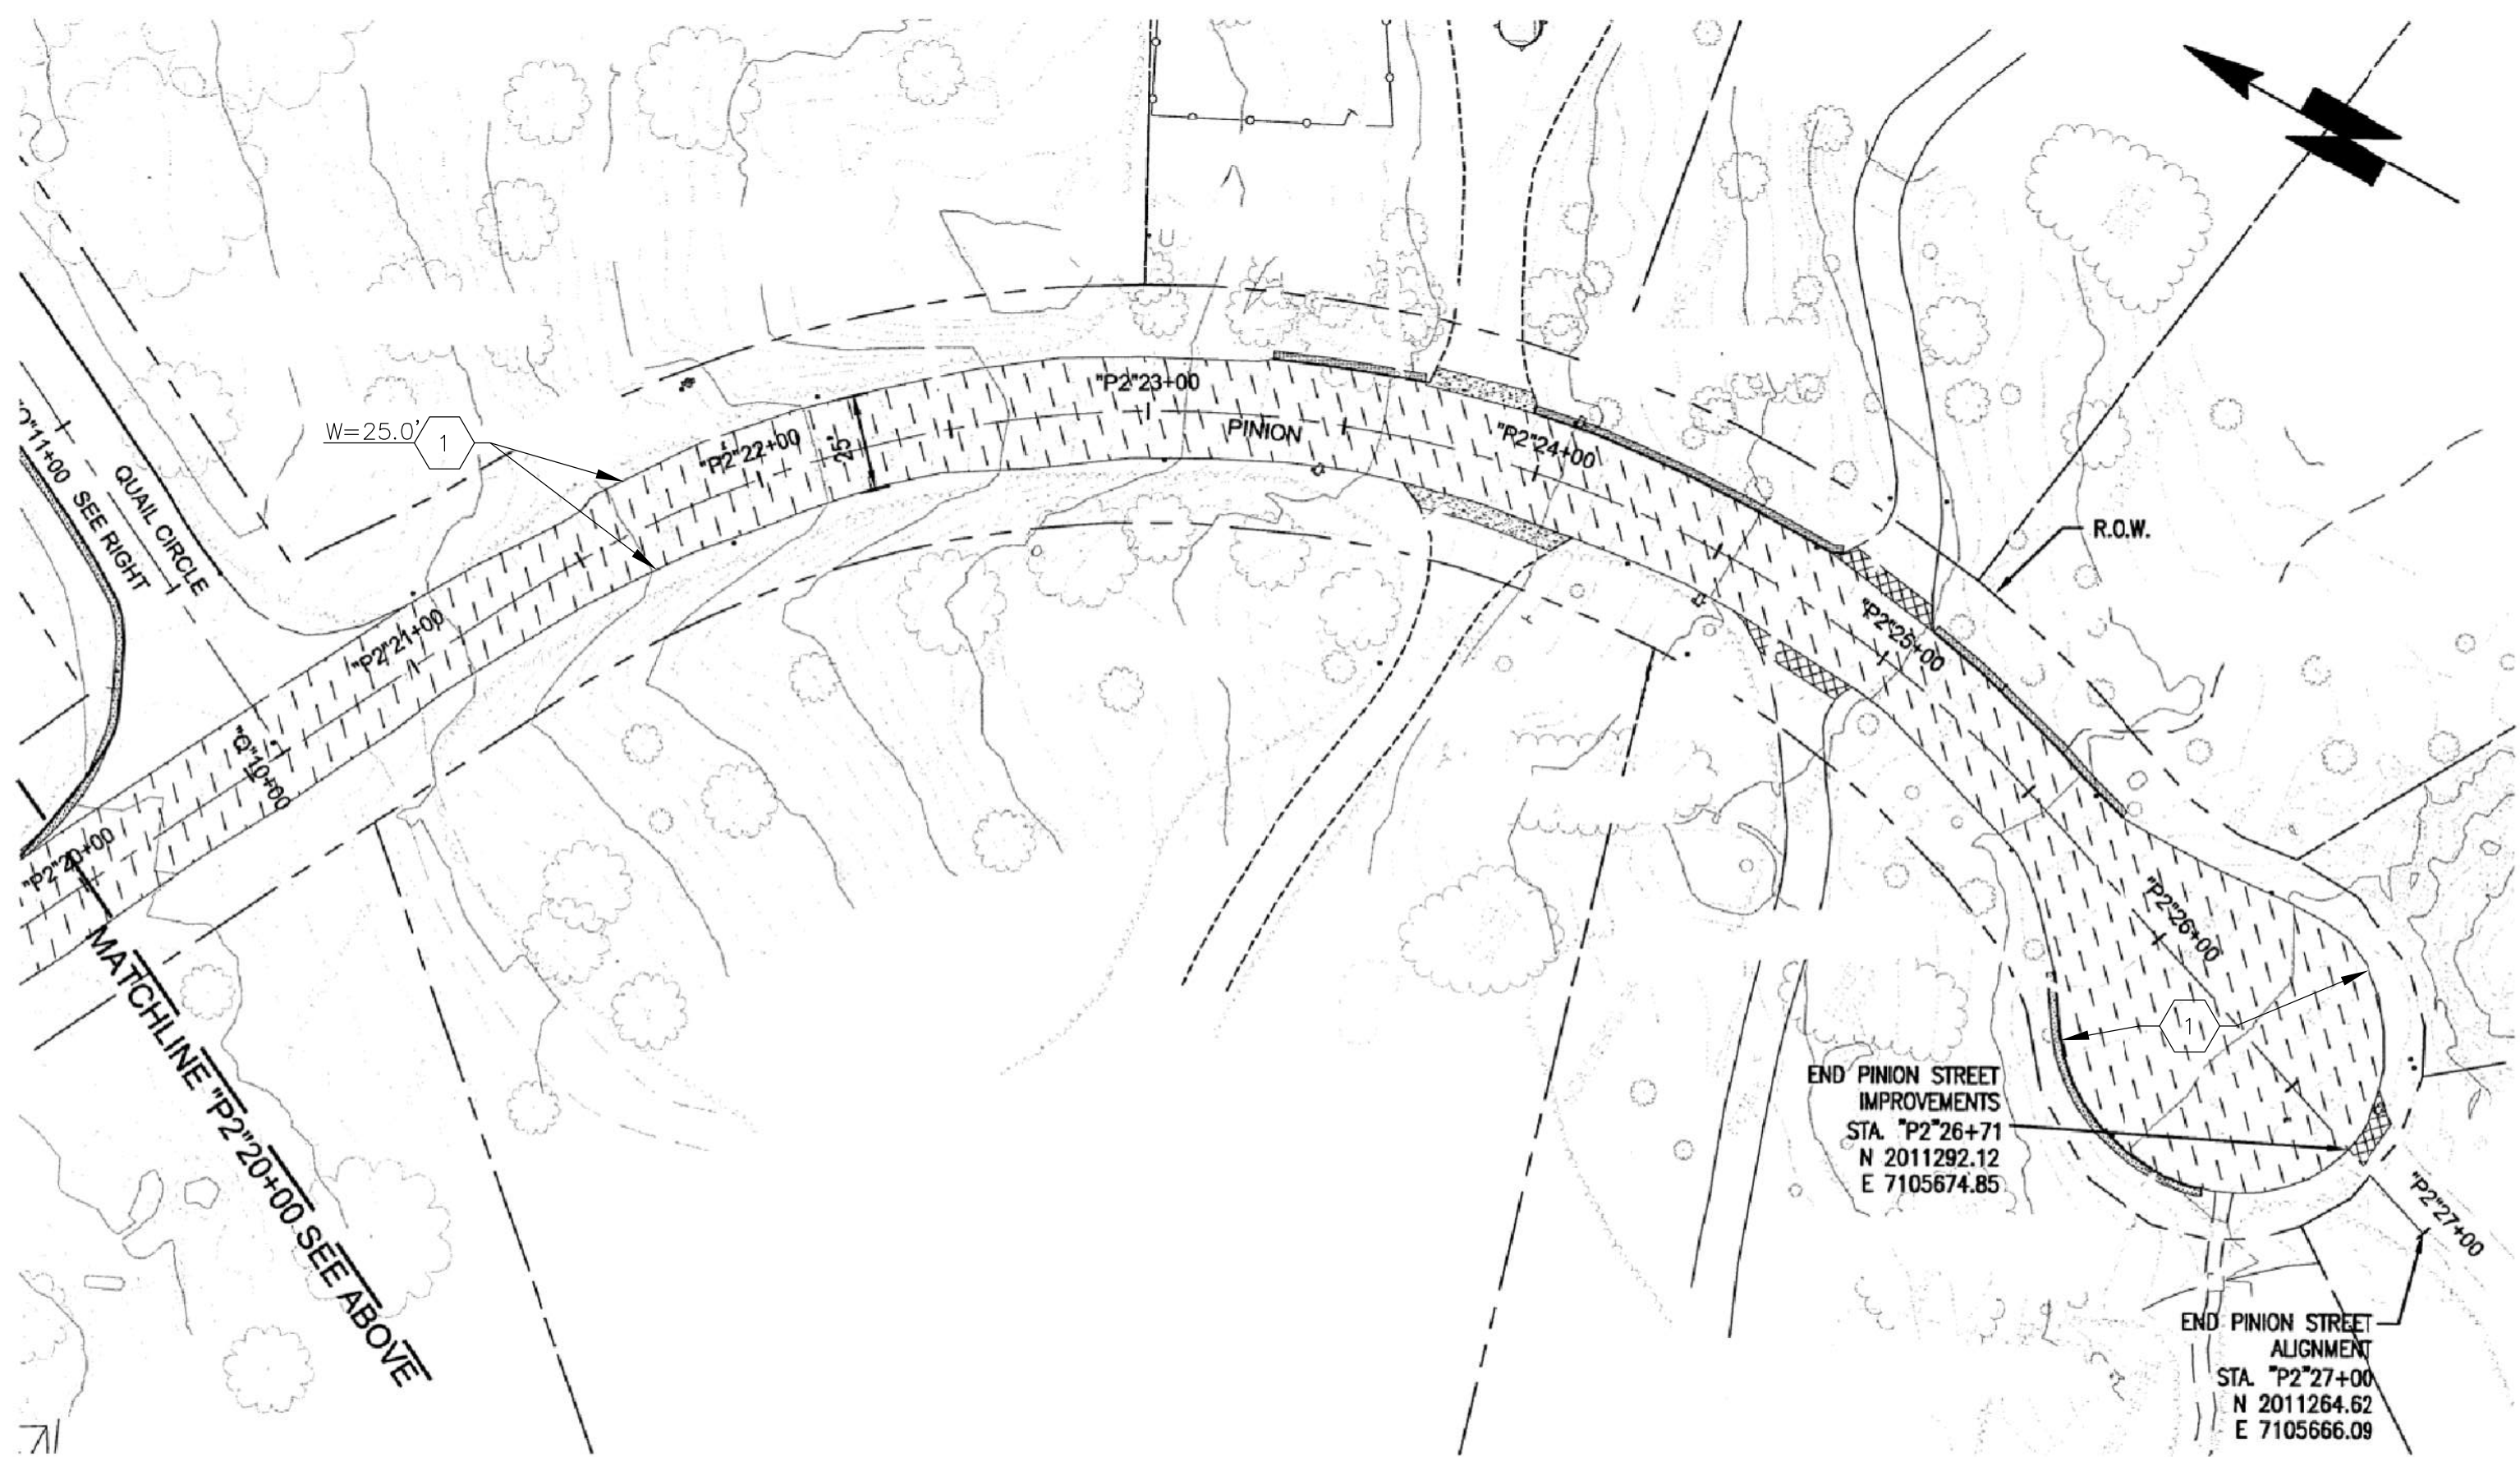 "P2"23+00
PINION
W=25.0'
1
"P2"22+00
25'
"P2"24+00
"Q"11+00 SEE RIGHT
QUAIL CIRCLE
R.O.W.
"P2"21+00
"P2"25+00
"Q"10+00
"P2"20+00
"P2"26+00
MATCHLINE "P2"20+00 SEE ABOVE
1
END PINION STREET
IMPROVEMENTS
STA. "P2"26+71
N 2011292.12
E 7105674.85
"P2"27+00
END PINION STREET
ALIGNMENT
STA. "P2"27+00
N 2011264.62
E 7105666.09